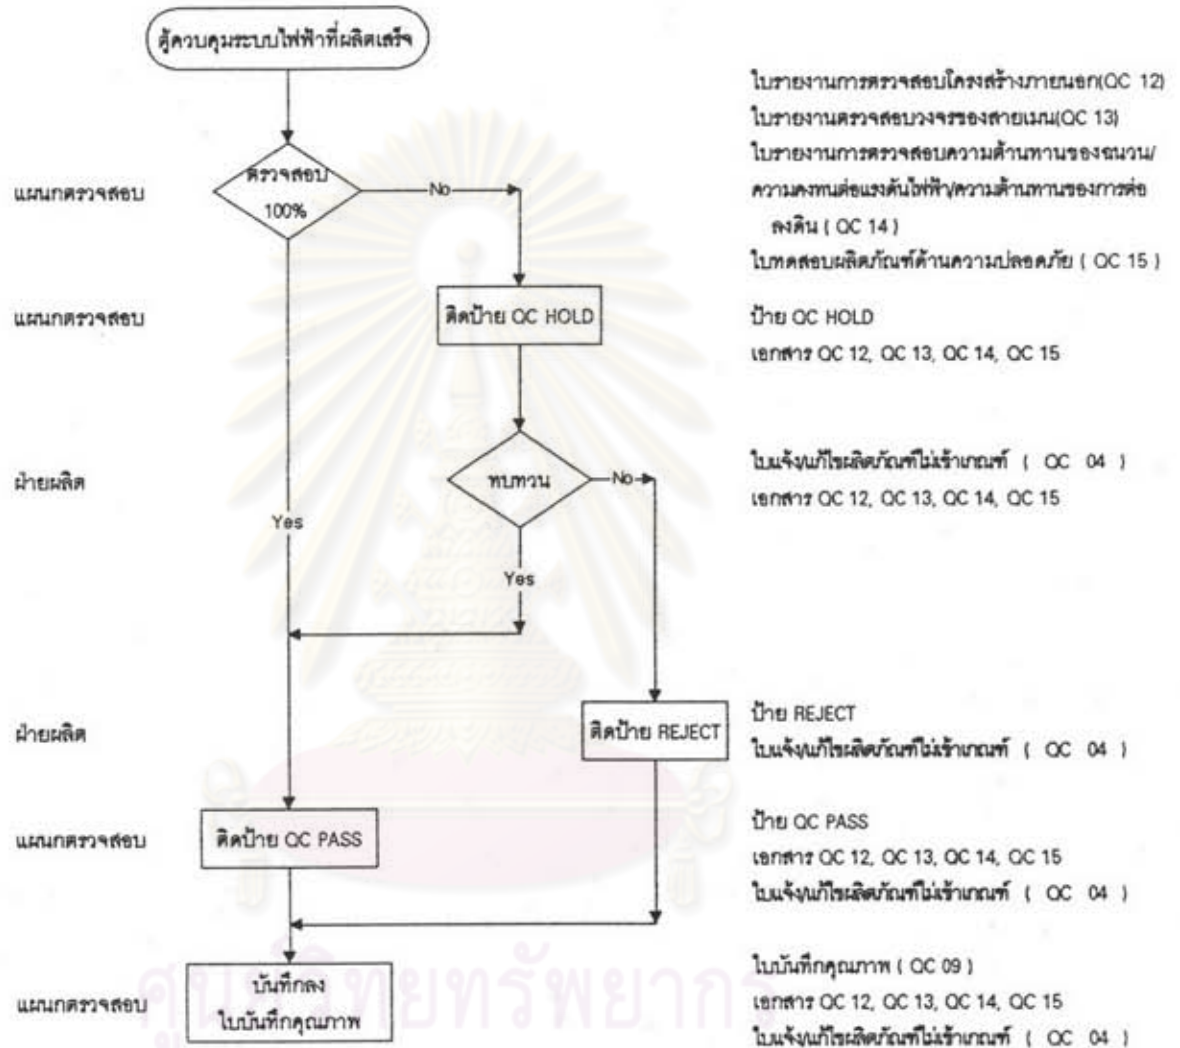 ตู้ควบคุมระบบไฟฟ้าที่ผลิตเสร็จ
ใบรายงานการตรวจสอบโครงสร้างภายนอก(QC 12)
ใบรายงานตรวจสอบวงจรของสายเมน(QC 13)
ใบรายงานการตรวจสอบความต้านทานของฉนวน/
ความคงทนต่อแรงดันไฟฟ้า/ความต้านทานของการต่อ
ลงดิน ( QC 14 )
ใบทดสอบผลิตภัณฑ์ด้านความปลอดภัย ( QC 15 )
แผนกตรวจสอบ
ตรวจสอบ
100%
No
แผนกตรวจสอบ
ติดป้าย QC HOLD
ป้าย QC HOLD
เอกสาร QC 12, QC 13, QC 14, QC 15
ฝ่ายผลิต
ทบทวน
No
ใบแจ้ง/แก้ไขผลิตภัณฑ์ไม่เข้าเกณฑ์ ( QC 04 )
เอกสาร QC 12, QC 13, QC 14, QC 15
Yes
Yes
ฝ่ายผลิต
ติดป้าย REJECT
ป้าย REJECT
ใบแจ้ง/แก้ไขผลิตภัณฑ์ไม่เข้าเกณฑ์ ( QC 04 )
แผนกตรวจสอบ
ติดป้าย QC PASS
ป้าย QC PASS
เอกสาร QC 12, QC 13, QC 14, QC 15
ใบแจ้ง/แก้ไขผลิตภัณฑ์ไม่เข้าเกณฑ์ ( QC 04 )
แผนกตรวจสอบ
บันทึกลง
ใบบันทึกคุณภาพ
ใบบันทึกคุณภาพ ( QC 09 )
เอกสาร QC 12, QC 13, QC 14, QC 15
ใบแจ้ง/แก้ไขผลิตภัณฑ์ไม่เข้าเกณฑ์ ( QC 04 )
ศูนย์วิทยทรัพยากร